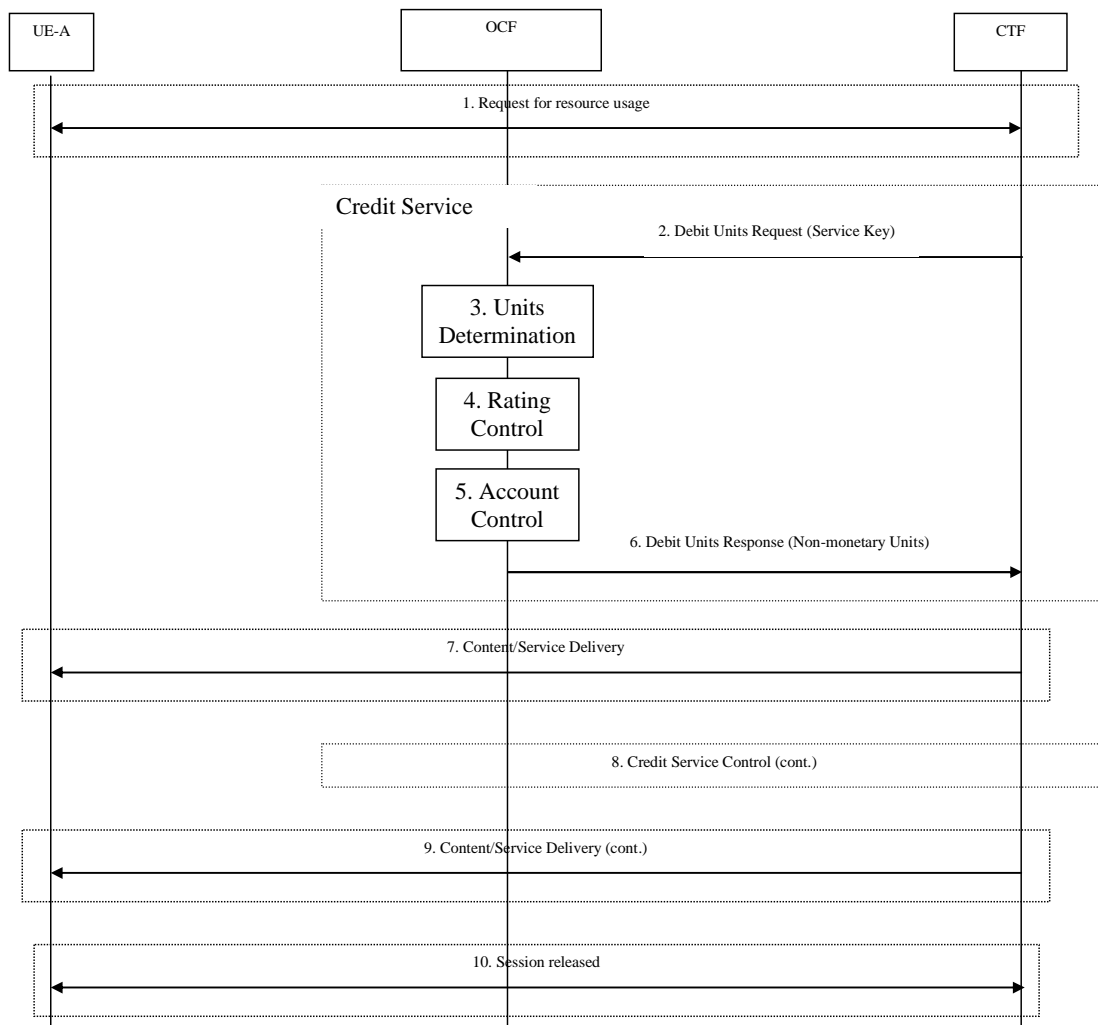 UE-A
OCF
CTF
1. Request for resource usage
Credit Service
2. Debit Units Request (Service Key)
3. Units
Determination
4. Rating
Control
5. Account
Control
6. Debit Units Response (Non-monetary Units)
7. Content/Service Delivery
8. Credit Service Control (cont.)
9. Content/Service Delivery (cont.)
10. Session released